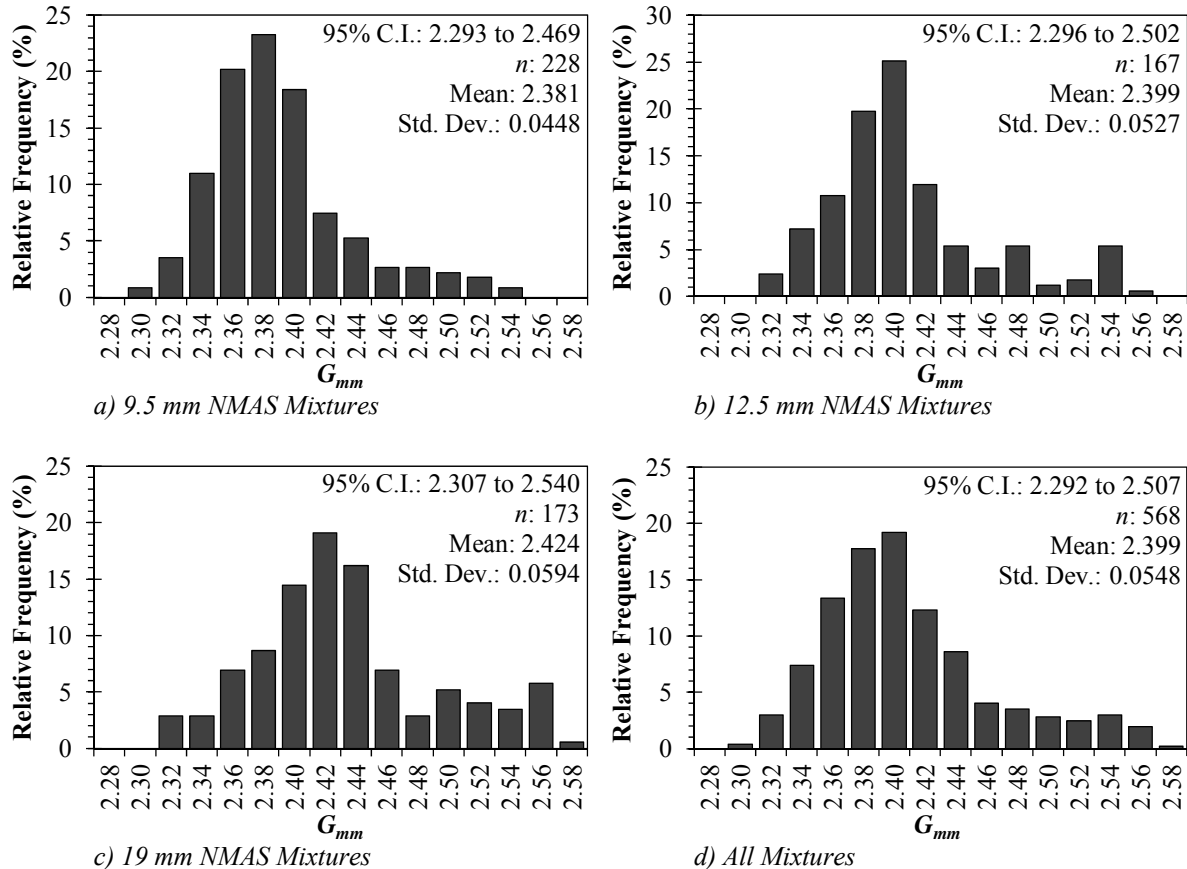 25
20
15
10
5
0
Relative Frequency (%)
95% C.I.: 2.293 to 2.469
n: 228
Mean: 2.381
Std. Dev.: 0.0448
2.28 2.30 2.32 2.34 2.36 2.38 2.40 2.42 2.44 2.46 2.48 2.50 2.52 2.54 2.56 2.58
Gmm
a) 9.5 mm NMAS Mixtures
30
25
20
15
10
5
0
Relative Frequency (%)
95% C.I.: 2.296 to 2.502
n: 167
Mean: 2.399
Std. Dev.: 0.0527
2.28 2.30 2.32 2.34 2.36 2.38 2.40 2.42 2.44 2.46 2.48 2.50 2.52 2.54 2.56 2.58
Gmm
b) 12.5 mm NMAS Mixtures
25
20
15
10
5
0
Relative Frequency (%)
95% C.I.: 2.307 to 2.540
n: 173
Mean: 2.424
Std. Dev.: 0.0594
2.28 2.30 2.32 2.34 2.36 2.38 2.40 2.42 2.44 2.46 2.48 2.50 2.52 2.54 2.56 2.58
Gmm
c) 19 mm NMAS Mixtures
25
20
15
10
5
0
Relative Frequency (%)
95% C.I.: 2.292 to 2.507
n: 568
Mean: 2.399
Std. Dev.: 0.0548
2.28 2.30 2.32 2.34 2.36 2.38 2.40 2.42 2.44 2.46 2.48 2.50 2.52 2.54 2.56 2.58
Gmm
d) All Mixtures